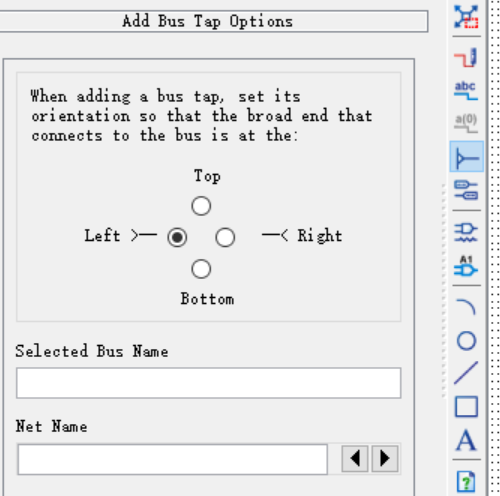 Add Bus Tap Options
When adding a bus tap, set its
orientation so that the broad end that
connects to the bus is at the:
Top
Left >— —< Right
Bottom
Selected Bus Name
Net Name
abc
a(0)
A1
A
?